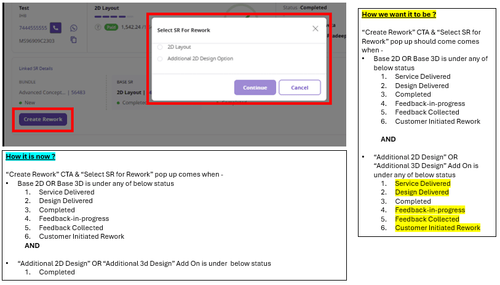 Status
Internal
Completed
2D Layout
Paid
₹ 1,542.24 /
Select SR For Rework
2D Layout
Additional 2D Design Option
Continue
Cancel
Linked SR Details
BUNDLE
BASE SR
Advanced Concept... | 55483
2D Layout |
New
Complete
Create Rework
How it is now ?
"Create Rework" CTA & "Select SR for Rework" pop up comes when -
• Base 2D OR Base 3D is under any of below status
1. Service Delivered
2. Design Delivered
3. Completed
4. Feedback-in-progress
5. Feedback Collected
6. Customer Initiated Rework
AND
• "Additional 2D Design" OR "Additional 3d Design" Add On is under below status
1. Completed
How we want it to be ?
"Create Rework" CTA & "Select SR for
Rework" pop up should come comes
when -
• Base 2D OR Base 3D is under any of
below status
1. Service Delivered
2. Design Delivered
3. Completed
4. Feedback-in-progress
5. Feedback Collected
6. Customer Initiated Rework
AND
• "Additional 2D Design" OR
"Additional 3D Design" Add On is
under any of below status
1. Service Delivered
2. Design Delivered
3. Completed
4. Feedback-in-progress
5. Feedback Collected
6. Customer Initiated Rework